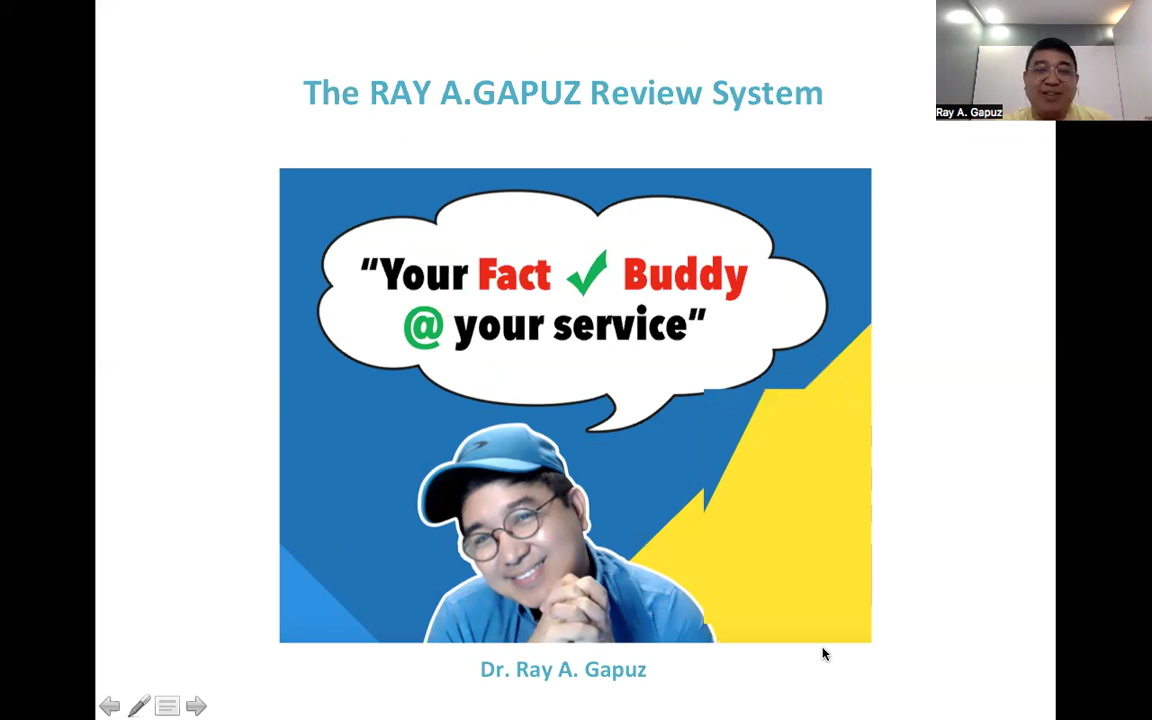 The RAY A.GAPUZ Review System
Ray A. Gapuz
“Your Fact ✓ Buddy
@ your service”
Dr. Ray A. Gapuz